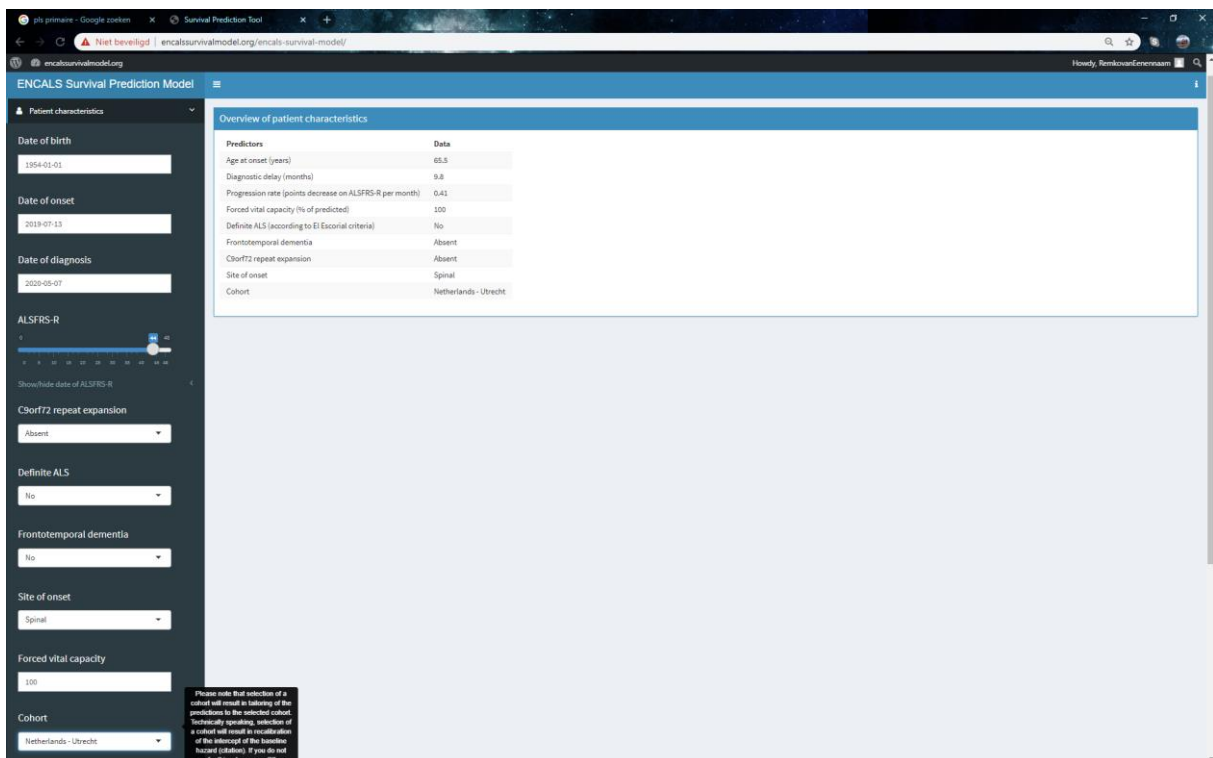 pls primaire - Google zoeken
Survival Prediction Tool
Niet beveiligd | encalssurvivalmodel.org/encals-survival-model/
encalssurvivalmodel.org
Howdy, RemkovanEenennaam
ENCALS Survival Prediction Model
Patient characteristics
Date of birth
1954-01-01
Date of onset
2019-07-13
Date of diagnosis
2020-05-07
ALSFRS-R
0 44
Show/hide date of ALSFRS-R
C9orf72 repeat expansion
Absent
Definite ALS
No
Frontotemporal dementia
No
Site of onset
Spinal
Forced vital capacity
100
Cohort
Netherlands - Utrecht
Overview of patient characteristics
Predictors Data
Age at onset (years) 65.5
Diagnostic delay (months) 9.8
Progression rate (points decrease on ALSFRS-R per month) 0.41
Forced vital capacity (% of predicted) 100
Definite ALS (according to El Escorial criteria) No
Frontotemporal dementia Absent
C9orf72 repeat expansion Absent
Site of onset Spinal
Cohort Netherlands - Utrecht
Please note that selection of a
cohort will result in tailoring of the
predictions to the selected cohort.
Technically speaking, selection of
a cohort will result in recalibration
of the intercept of the baseline
hazard (citation). If you do not